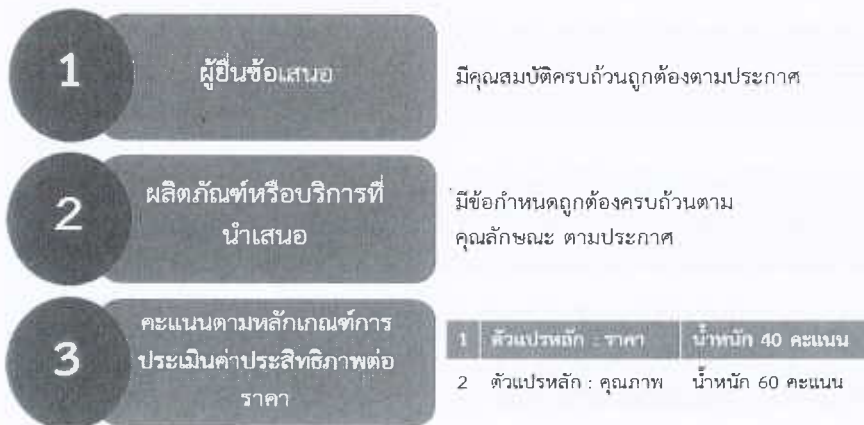 1
ผู้ยื่นข้อเสนอ
มีคุณสมบัติครบถ้วนถูกต้องตามประกาศ
2
ผลิตภัณฑ์หรือบริการที่
นำเสนอ
มีข้อกำหนดถูกต้องครบถ้วนตาม
คุณลักษณะ ตามประกาศ
3
คะแนนตามหลักเกณฑ์การ
ประเมินค่าประสิทธิภาพต่อ
ราคา
1 ตัวแปรหลัก : ราคา น้ำหนัก 40 คะแนน
2 ตัวแปรหลัก : คุณภาพ น้ำหนัก 60 คะแนน